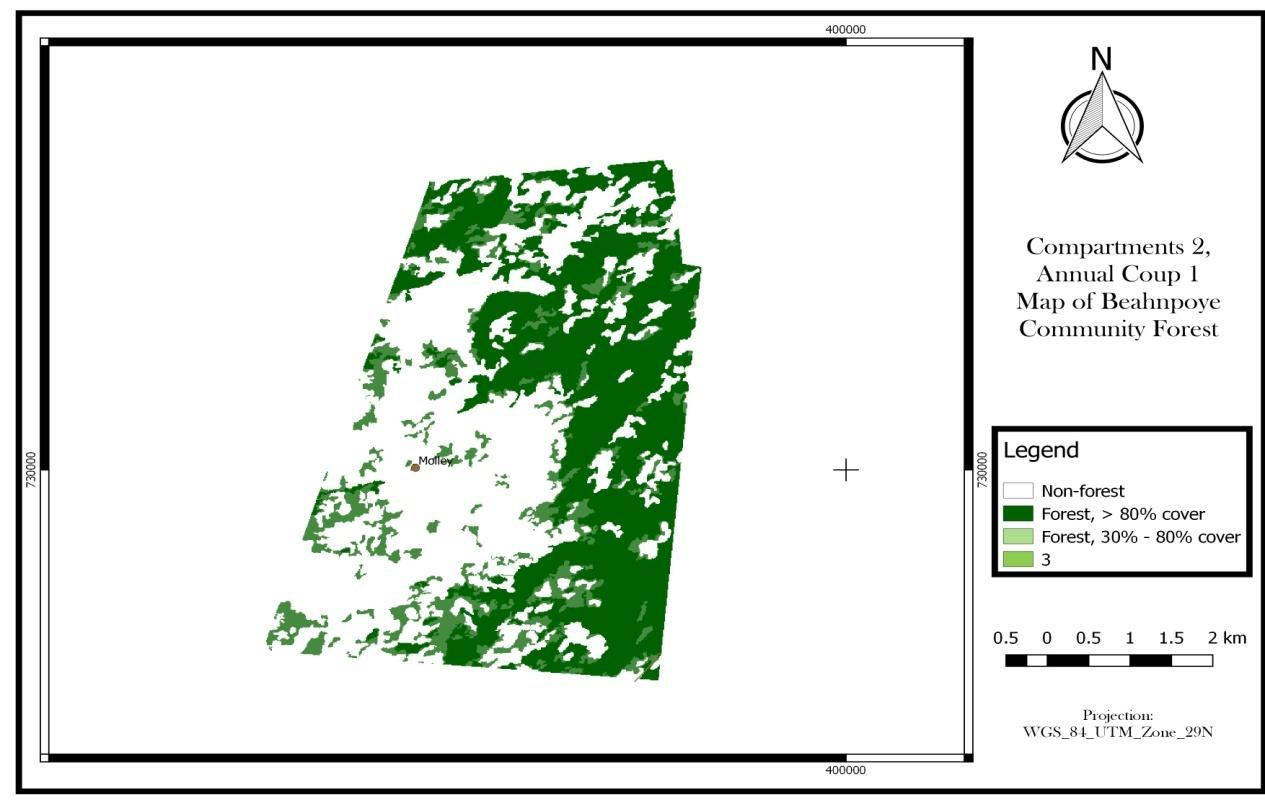 400000
N
Compartments 2,
Annual Coup 1
Map of Beahnpoye
Community Forest
730000
Molley
730000
Legend
Non-forest
Forest, > 80% cover
Forest, 30% - 80% cover
3
0.5 0 0.5 1 1.5 2 km
Projection:
WGS_84_UTM_Zone_29N
400000